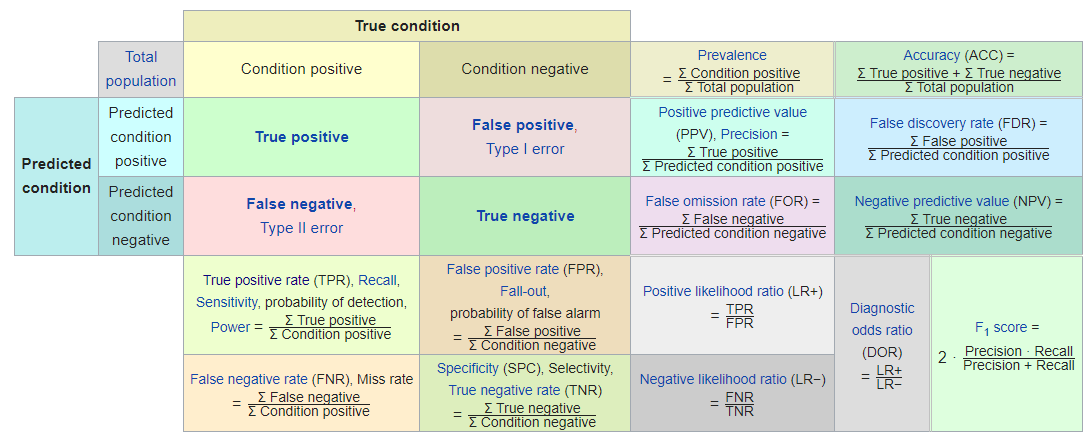 True condition
Total
population
Condition positive
Condition negative
Prevalence
= Σ Condition positive
Σ Total population
Accuracy (ACC) =
Σ True positive + Σ True negative
Σ Total population
Predicted
condition
Predicted
condition
positive
True positive
False positive,
Type I error
Positive predictive value
(PPV), Precision =
Σ True positive
Σ Predicted condition positive
False discovery rate (FDR) =
Σ False positive
Σ Predicted condition positive
Predicted
condition
negative
False negative,
Type II error
True negative
False omission rate (FOR) =
Σ False negative
Σ Predicted condition negative
Negative predictive value (NPV) =
Σ True negative
Σ Predicted condition negative
True positive rate (TPR), Recall,
Sensitivity, probability of detection,
Power = Σ True positive
Σ Condition positive
False positive rate (FPR),
Fall-out,
probability of false alarm
= Σ False positive
Σ Condition negative
Positive likelihood ratio (LR+)
= TPR
FPR
Diagnostic
odds ratio
(DOR)
= LR+
LR−
F1 score =
2 · Precision · Recall
Precision + Recall
False negative rate (FNR), Miss rate
= Σ False negative
Σ Condition positive
Specificity (SPC), Selectivity,
True negative rate (TNR)
= Σ True negative
Σ Condition negative
Negative likelihood ratio (LR−)
= FNR
TNR